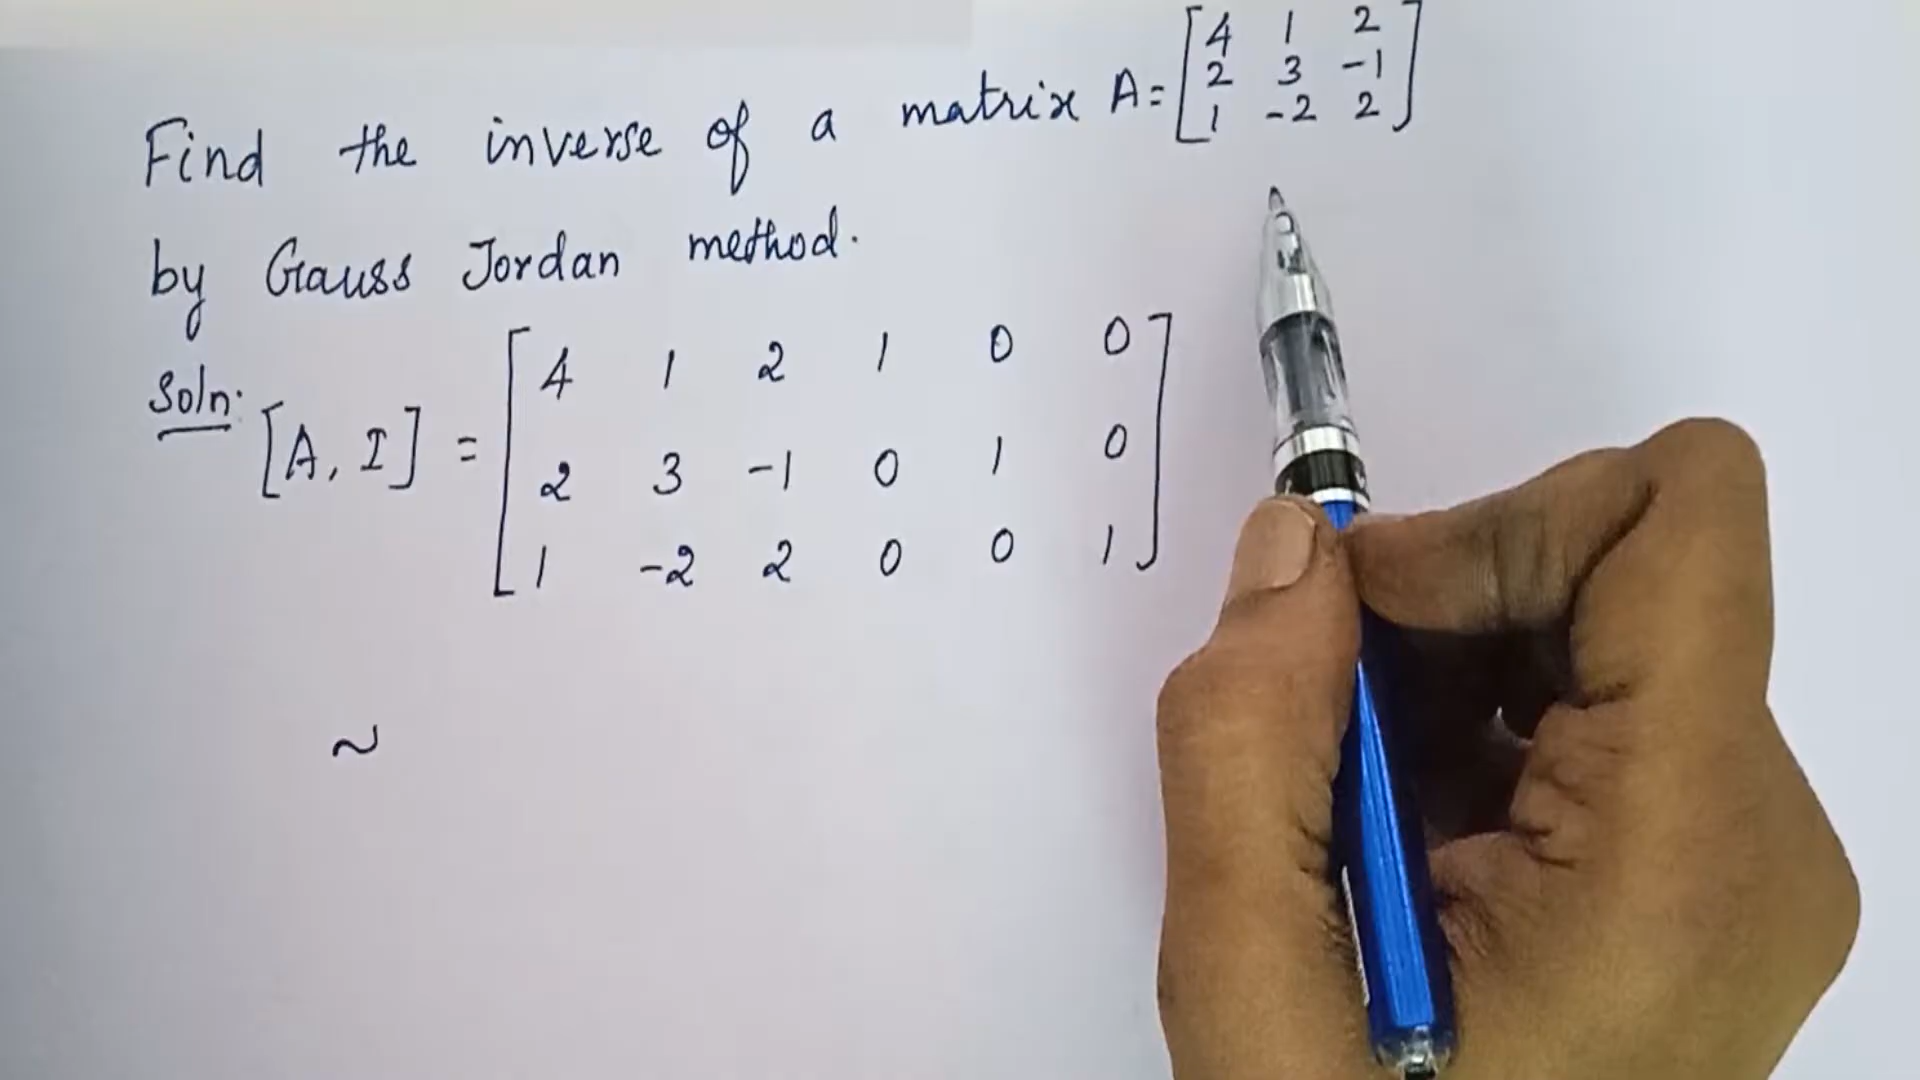 Find the inverse of a matrix A = [4 1 2
2 3 -1
1 -2 2]
by Gauss Jordan method.
Soln. [A, I] = [4 1 2 1 0 0
2 3 -1 0 1 0
1 -2 2 0 0 1]
~